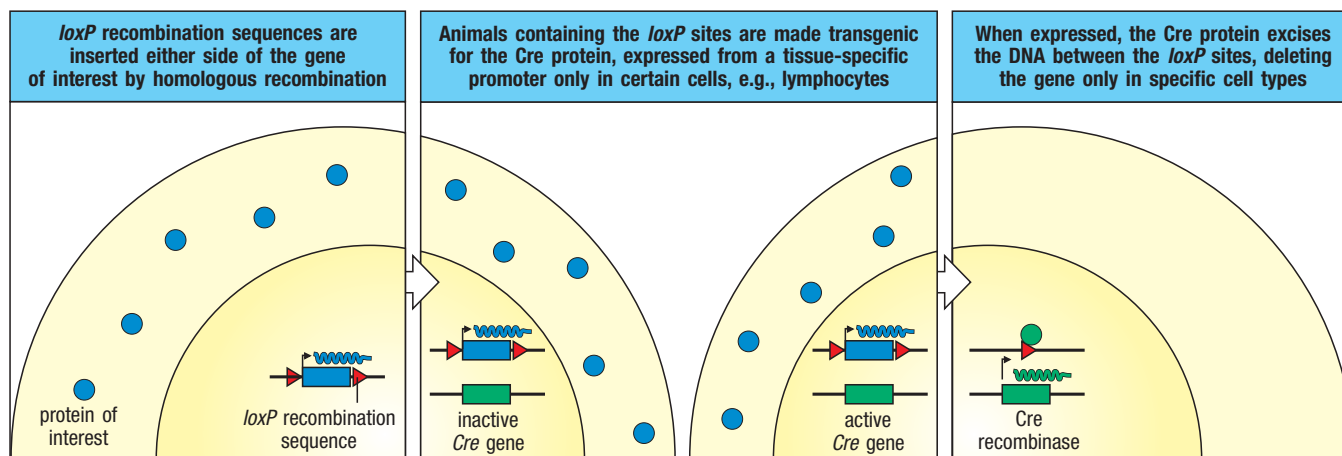 loxP recombination sequences are
inserted either side of the gene
of interest by homologous recombination
Animals containing the loxP sites are made transgenic
for the Cre protein, expressed from a tissue-specific
promoter only in certain cells, e.g., lymphocytes
When expressed, the Cre protein excises
the DNA between the loxP sites, deleting
the gene only in specific cell types
protein of
interest
loxP recombination
sequence
inactive
Cre gene
active
Cre gene
Cre
recombinase